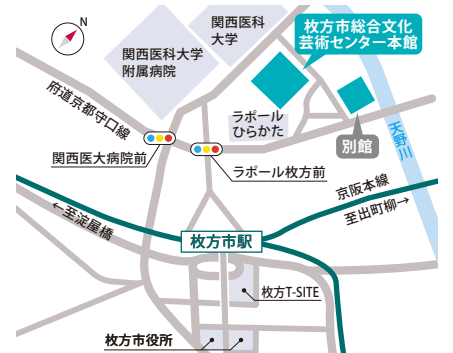 N
関西医科
大学
枚方市総合文化
芸術センター本館
関西医科大学
附属病院
府道京都守口線
ラポール
ひらかた
別館
天野川
関西医大病院前
ラポール枚方前
京阪本線
至出町柳→
←至淀屋橋
枚方市駅
枚方T-SITE
枚方市役所